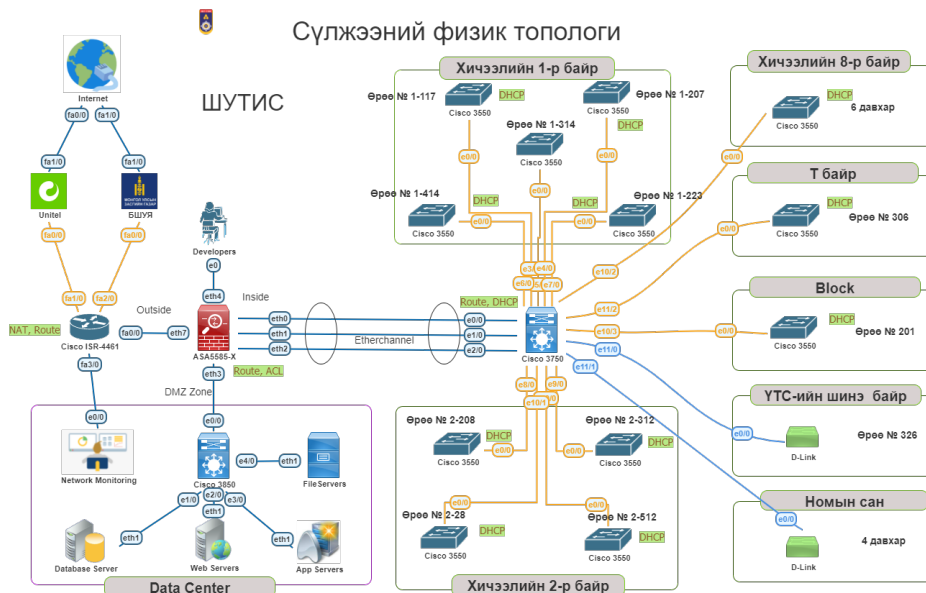 Сүлжээний физик топологи
ШУТИС
Internet
fa0/0
fa1/0
fa1/0
fa1/0
Unitel
БШУЯ
МОНГОЛ УЛСЫН
ЗАСГИЙН ГАЗАР
fa0/0
fa0/0
fa1/0
fa2/0
NAT, Route
Cisco ISR-4461
Outside
fa0/0
eth7
fa3/0
Developers
e0
eth4
Inside
ASA5585-X
eth0
eth1
eth2
eth3
Route, ACL
DMZ Zone
Etherchannel
e0/0
e1/0
e2/0
Route, DHCP
Cisco 3750
e0/0
Network Monitoring
e0/0
Cisco 3850
e4/0
eth1
FileServers
e1/0
e2/0
e3/0
eth1
eth1
eth1
Database Server
Web Servers
App Servers
Data Center
Хичээлийн 1-р байр
Өрөө № 1-117
DHCP
Cisco 3550
Өрөө № 1-207
DHCP
Cisco 3550
Өрөө № 1-314
Cisco 3550
e0/0
e0/0
e0/0
Өрөө № 1-414
DHCP
Cisco 3550
e0/0
Өрөө № 1-223
DHCP
Cisco 3550
e0/0
e4/0
e6/0
e7/0
e8/0
e9/0
e10/1
Өрөө № 2-208
DHCP
Cisco 3550
e0/0
Өрөө № 2-312
DHCP
Cisco 3550
e0/0
Өрөө № 2-28
DHCP
Cisco 3550
e0/0
Өрөө № 2-512
DHCP
Cisco 3550
e0/0
Хичээлийн 2-р байр
Хичээлийн 8-р байр
DHCP
6 давхар
Cisco 3550
e0/0
e10/2
Т байр
DHCP
Өрөө № 306
Cisco 3550
e0/0
e11/2
Block
DHCP
Өрөө № 201
Cisco 3550
e0/0
e10/3
ҮТС-ийн шинэ байр
Өрөө № 326
D-Link
e0/0
e11/0
Номын сан
4 давхар
D-Link
e0/0
e11/1